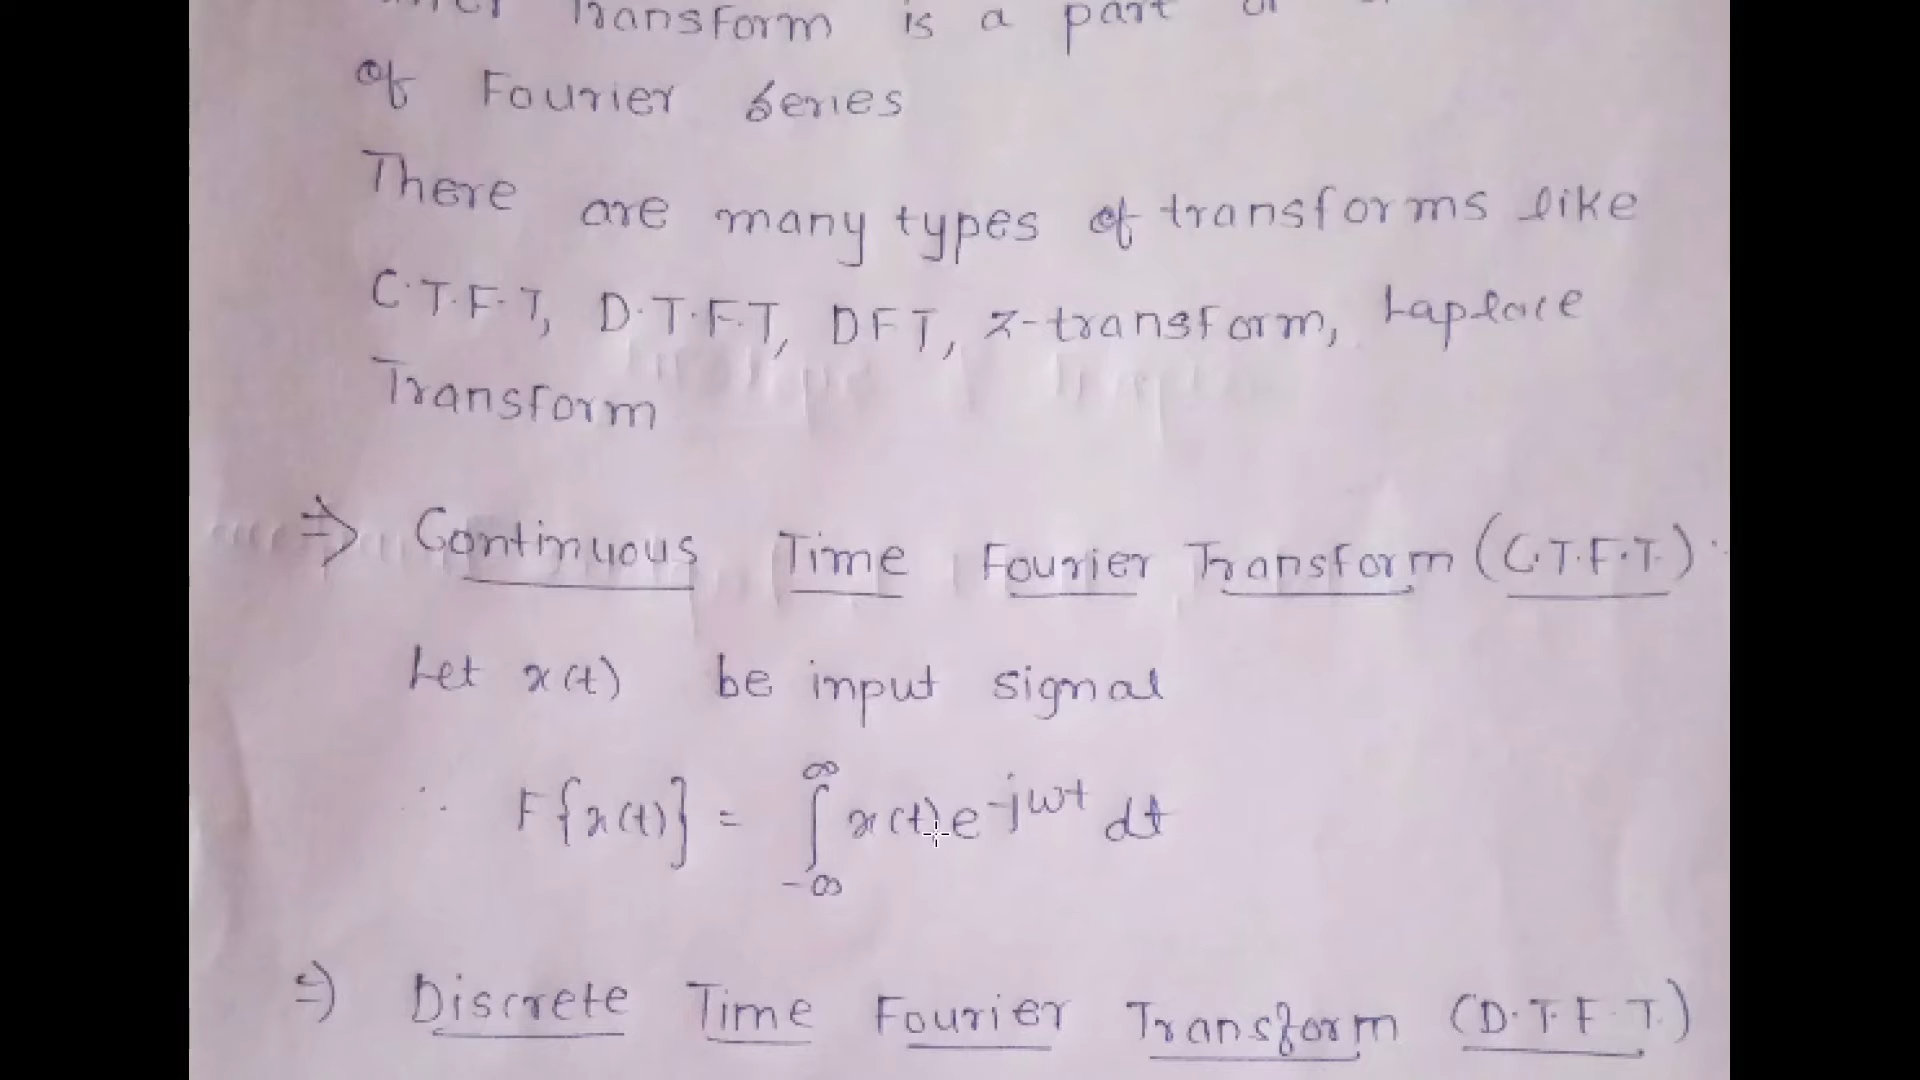 Transform is a part
of Fourier Series
There are many types of transforms like
C.T.F.T, D.T.F.T, DFT, z-transform, Laplace
Transform
⇒ Continuous Time Fourier Transform (C.T.F.T.)
Let x(t) be input signal
∴ F{x(t)} = ∫_{-∞}^{∞} x(t)e^{-jωt} dt
⇒ Discrete Time Fourier Transform (D.T.F.T.)